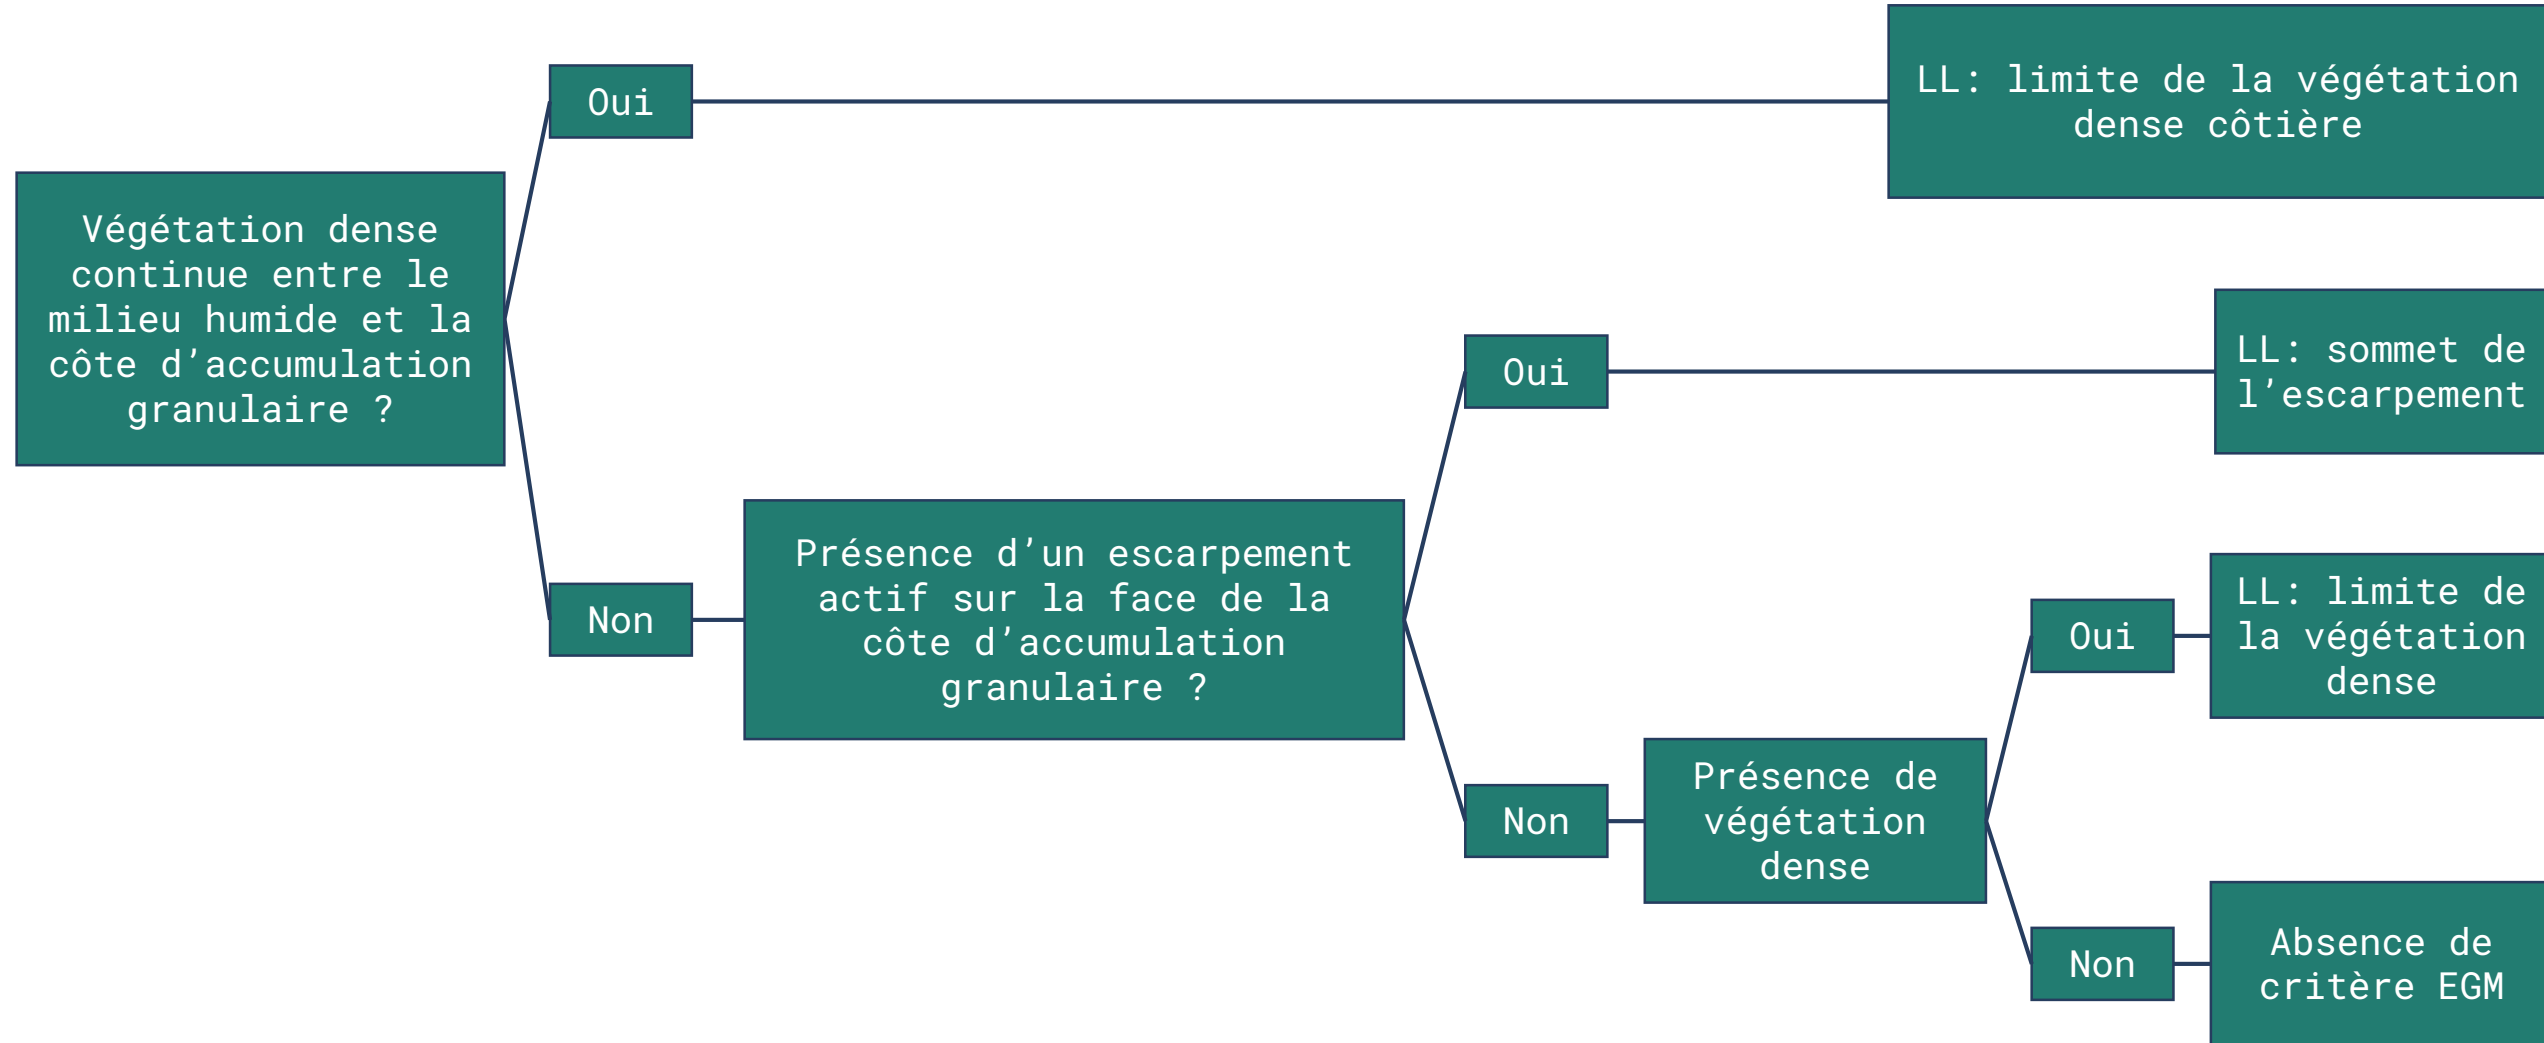 Végétation dense
continue entre le
milieu humide et la
côte d’accumulation
granulaire ?
Oui
LL: limite de la végétation
dense côtière
Non
Présence d’un escarpement
actif sur la face de la
côte d’accumulation
granulaire ?
Oui
LL: sommet de
l’escarpement
Non
Présence de
végétation
dense
Oui
LL: limite de
la végétation
dense
Non
Absence de
critère EGM